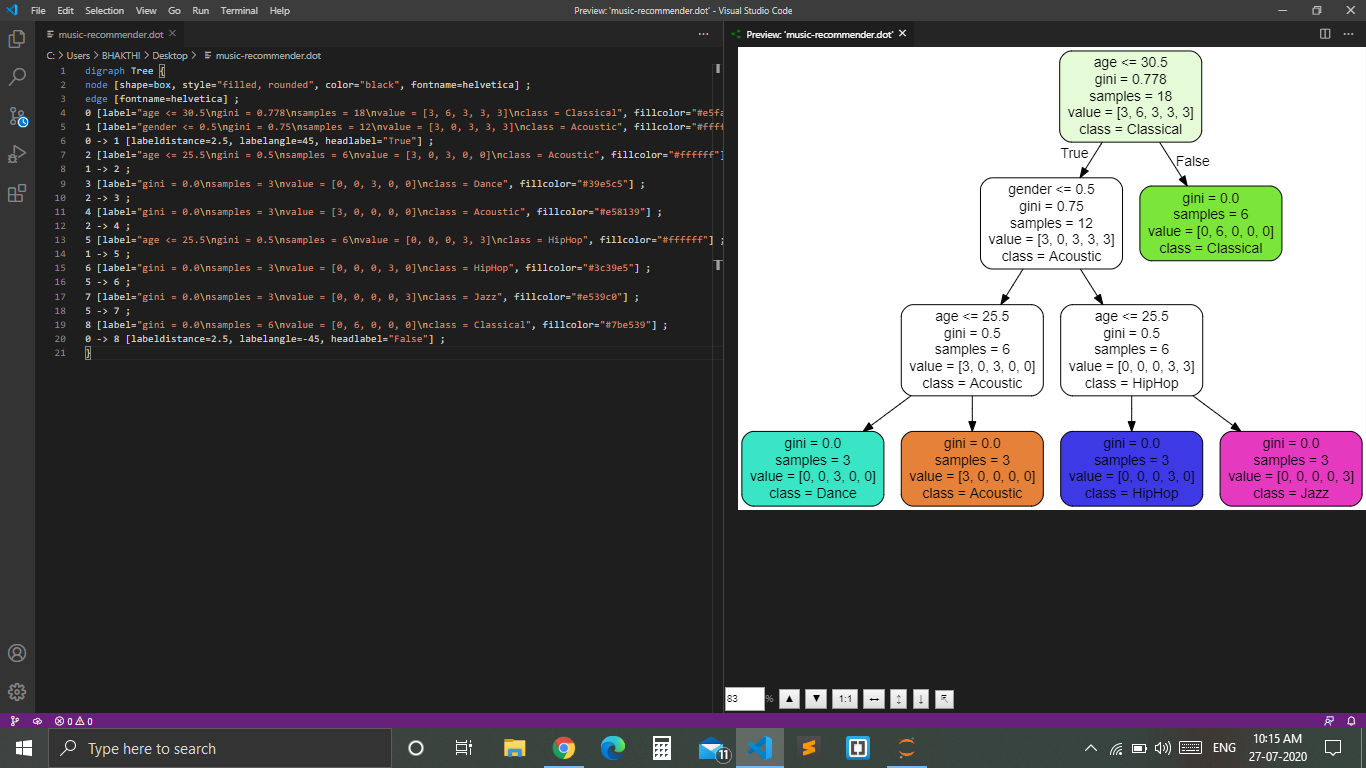 File Edit Selection View Go Run Terminal Help
Preview: 'music-recommender.dot' - Visual Studio Code
music-recommender.dot
C: > Users > BHAKTHI > Desktop > music-recommender.dot
1 digraph Tree {
2 node [shape=box, style="filled, rounded", color="black", fontname=helvetica] ;
3 edge [fontname=helvetica] ;
4 0 [label="age <= 30.5\ngini = 0.778\nsamples = 18\nvalue = [3, 6, 3, 3, 3]\nclass = Classical", fillcolor="#e5fa
5 1 [label="gender <= 0.5\ngini = 0.75\nsamples = 12\nvalue = [3, 0, 3, 3, 3]\nclass = Acoustic", fillcolor="#fff
6 0 -> 1 [labeldistance=2.5, labelangle=45, headlabel="True"] ;
7 2 [label="age <= 25.5\ngini = 0.5\nsamples = 6\nvalue = [3, 0, 3, 0, 0]\nclass = Acoustic", fillcolor="#ffffff"]
8 1 -> 2 ;
9 3 [label="gini = 0.0\nsamples = 3\nvalue = [0, 0, 3, 0, 0]\nclass = Dance", fillcolor="#39e5c5"] ;
10 2 -> 3 ;
11 4 [label="gini = 0.0\nsamples = 3\nvalue = [3, 0, 0, 0, 0]\nclass = Acoustic", fillcolor="#e58139"] ;
12 2 -> 4 ;
13 5 [label="age <= 25.5\ngini = 0.5\nsamples = 6\nvalue = [0, 0, 0, 3, 3]\nclass = HipHop", fillcolor="#ffffff"] ;
14 1 -> 5 ;
15 6 [label="gini = 0.0\nsamples = 3\nvalue = [0, 0, 0, 3, 0]\nclass = HipHop", fillcolor="#3c39e5"] ;
16 5 -> 6 ;
17 7 [label="gini = 0.0\nsamples = 3\nvalue = [0, 0, 0, 0, 3]\nclass = Jazz", fillcolor="#e539c0"] ;
18 5 -> 7 ;
19 8 [label="gini = 0.0\nsamples = 6\nvalue = [0, 6, 0, 0, 0]\nclass = Classical", fillcolor="#7be539"] ;
20 0 -> 8 [labeldistance=2.5, labelangle=-45, headlabel="False"] ;
21 }
Preview: 'music-recommender.dot'
age <= 30.5
gini = 0.778
samples = 18
value = [3, 6, 3, 3, 3]
class = Classical
True
False
gender <= 0.5
gini = 0.75
samples = 12
value = [3, 0, 3, 3, 3]
class = Acoustic
gini = 0.0
samples = 6
value = [0, 6, 0, 0, 0]
class = Classical
age <= 25.5
gini = 0.5
samples = 6
value = [3, 0, 3, 0, 0]
class = Acoustic
age <= 25.5
gini = 0.5
samples = 6
value = [0, 0, 0, 3, 3]
class = HipHop
gini = 0.0
samples = 3
value = [0, 0, 3, 0, 0]
class = Dance
gini = 0.0
samples = 3
value = [3, 0, 0, 0, 0]
class = Acoustic
gini = 0.0
samples = 3
value = [0, 0, 0, 3, 0]
class = HipHop
gini = 0.0
samples = 3
value = [0, 0, 0, 0, 3]
class = Jazz
83 % 1:1
0 0
Type here to search
11
ENG
10:15 AM
27-07-2020